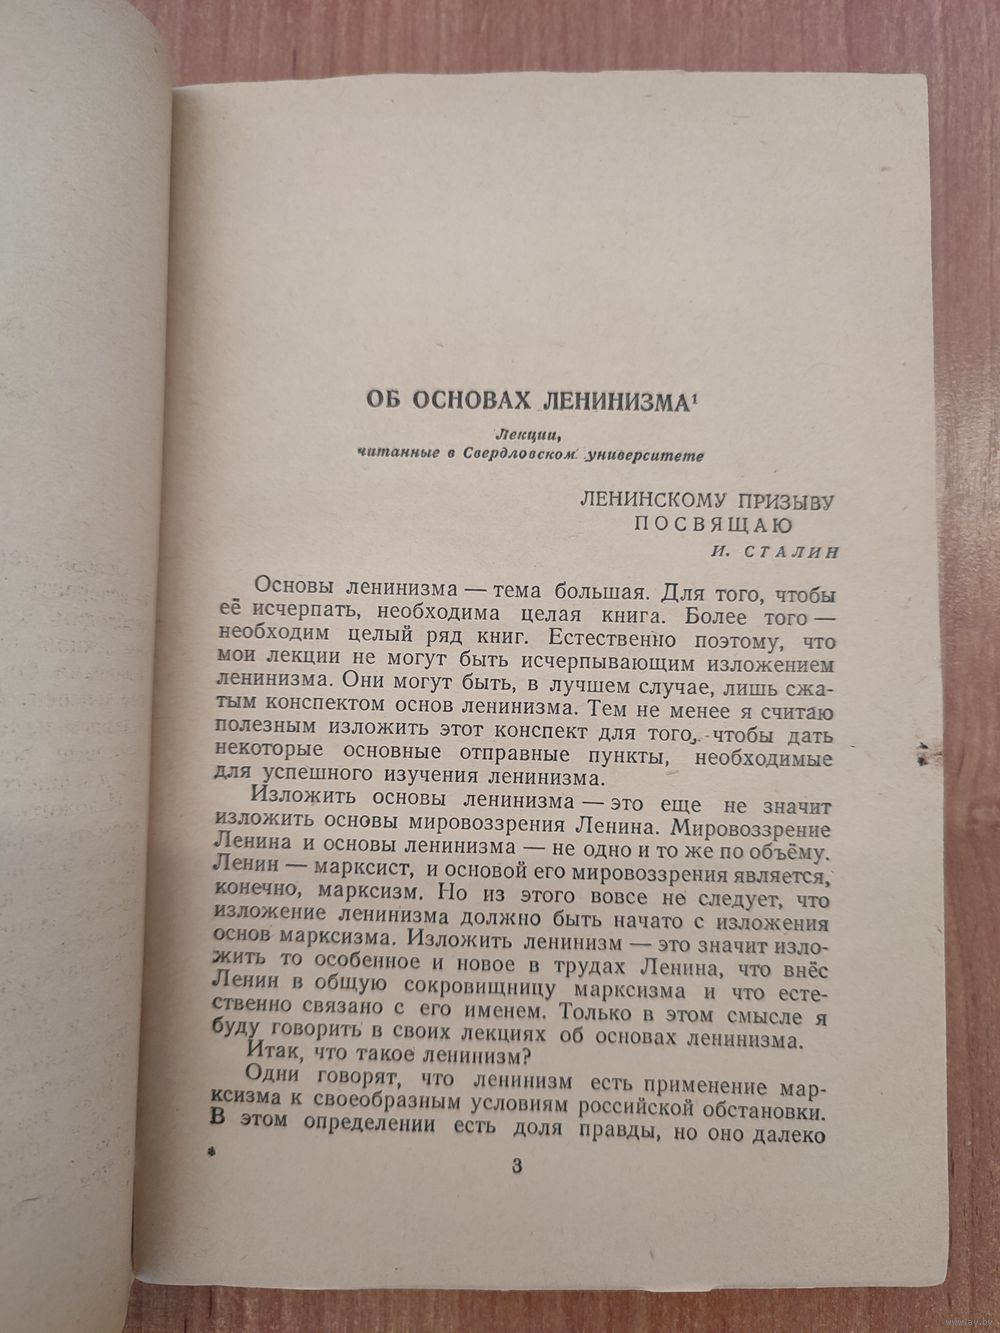 ОБ ОСНОВАХ ЛЕНИНИЗМА¹
Лекции,
читанные в Свердловском университете
ЛЕНИНСКОМУ ПРИЗЫВУ
ПОСВЯЩАЮ
И. СТАЛИН
Основы ленинизма — тема большая. Для того, чтобы
её исчерпать, необходима целая книга. Более того —
необходим целый ряд книг. Естественно поэтому, что
мои лекции не могут быть исчерпывающим изложением
ленинизма. Они могут быть, в лучшем случае, лишь сжа-
тым конспектом основ ленинизма. Тем не менее я считаю
полезным изложить этот конспект для того, чтобы дать
некоторые основные отправные пункты, необходимые
для успешного изучения ленинизма.
Изложить основы ленинизма — это еще не значит
изложить основы мировоззрения Ленина. Мировоззрение
Ленина и основы ленинизма — не одно и то же по объёму.
Ленин — марксист, и основой его мировоззрения является,
конечно, марксизм. Но из этого вовсе не следует, что
изложение ленинизма должно быть начато с изложения
основ марксизма. Изложить ленинизм — это значит изло-
жить то особенное и новое в трудах Ленина, что внёс
Ленин в общую сокровищницу марксизма и что есте-
ственно связано с его именем. Только в этом смысле я
буду говорить в своих лекциях об основах ленинизма.
Итак, что такое ленинизм?
Одни говорят, что ленинизм есть применение мар-
ксизма к своеобразным условиям российской обстановки.
В этом определении есть доля правды, но оно далеко
*
3
www.ay.by